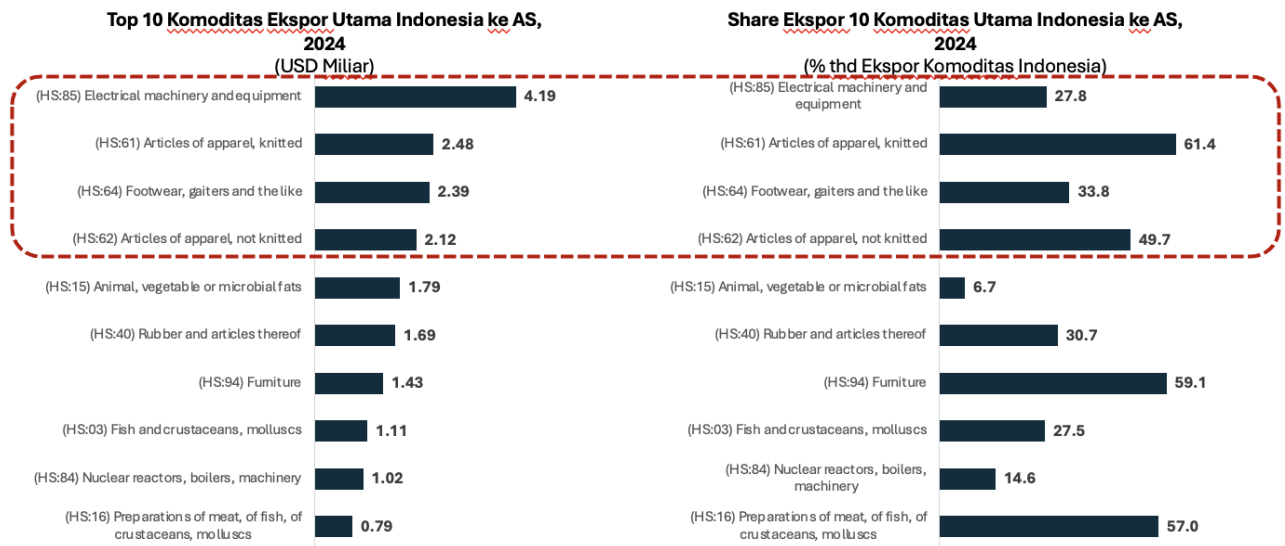 Top 10 Komoditas Ekspor Utama Indonesia ke AS,
2024
(USD Miliar)
(HS:85) Electrical machinery and equipment 4.19
(HS:61) Articles of apparel, knitted 2.48
(HS:64) Footwear, gaiters and the like 2.39
(HS:62) Articles of apparel, not knitted 2.12
(HS:15) Animal, vegetable or microbial fats 1.79
(HS:40) Rubber and articles thereof 1.69
(HS:94) Furniture 1.43
(HS:03) Fish and crustaceans, molluscs 1.11
(HS:84) Nuclear reactors, boilers, machinery 1.02
(HS:16) Preparations of meat, of fish, of
crustaceans, molluscs 0.79
Share Ekspor 10 Komoditas Utama Indonesia ke AS,
2024
(% thd Ekspor Komoditas Indonesia)
(HS:85) Electrical machinery and
equipment 27.8
(HS:61) Articles of apparel, knitted 61.4
(HS:64) Footwear, gaiters and the like 33.8
(HS:62) Articles of apparel, not knitted 49.7
(HS:15) Animal, vegetable or microbial fats 6.7
(HS:40) Rubber and articles thereof 30.7
(HS:94) Furniture 59.1
(HS:03) Fish and crustaceans, molluscs 27.5
(HS:84) Nuclear reactors, boilers,
machinery 14.6
(HS:16) Preparations of meat, of fish, of
crustaceans, molluscs 57.0